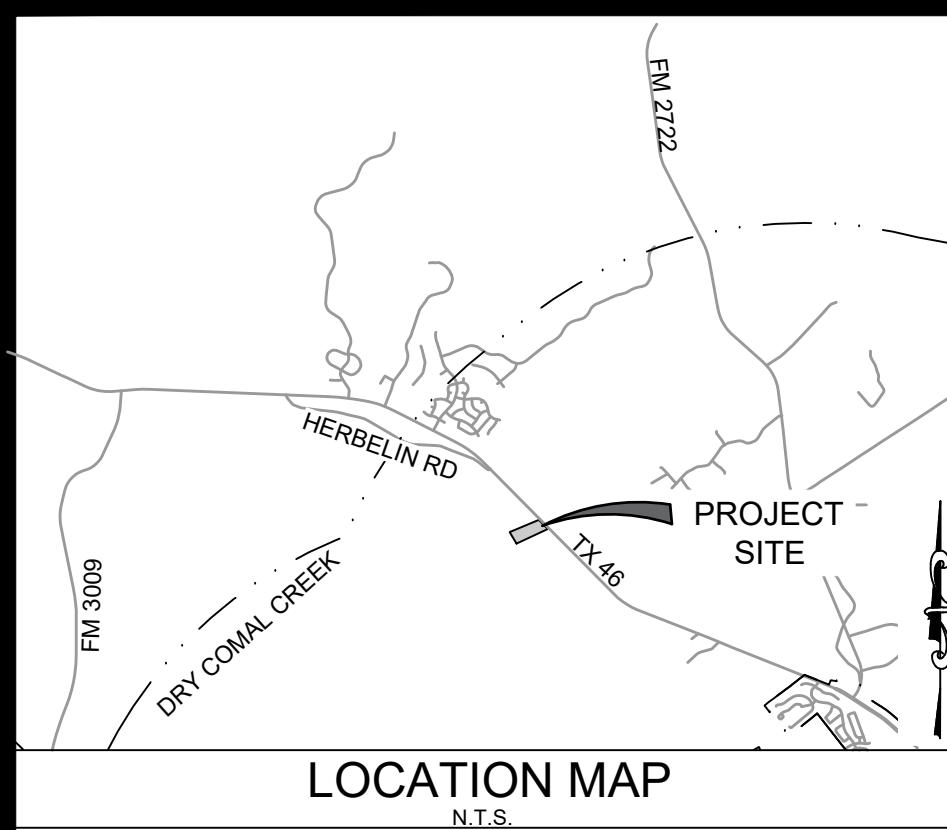 FM 2722
HERBELIN RD
PROJECT
SITE
TX 46
FM 3009
DRY COMAL CREEK
LOCATION MAP
N.T.S.